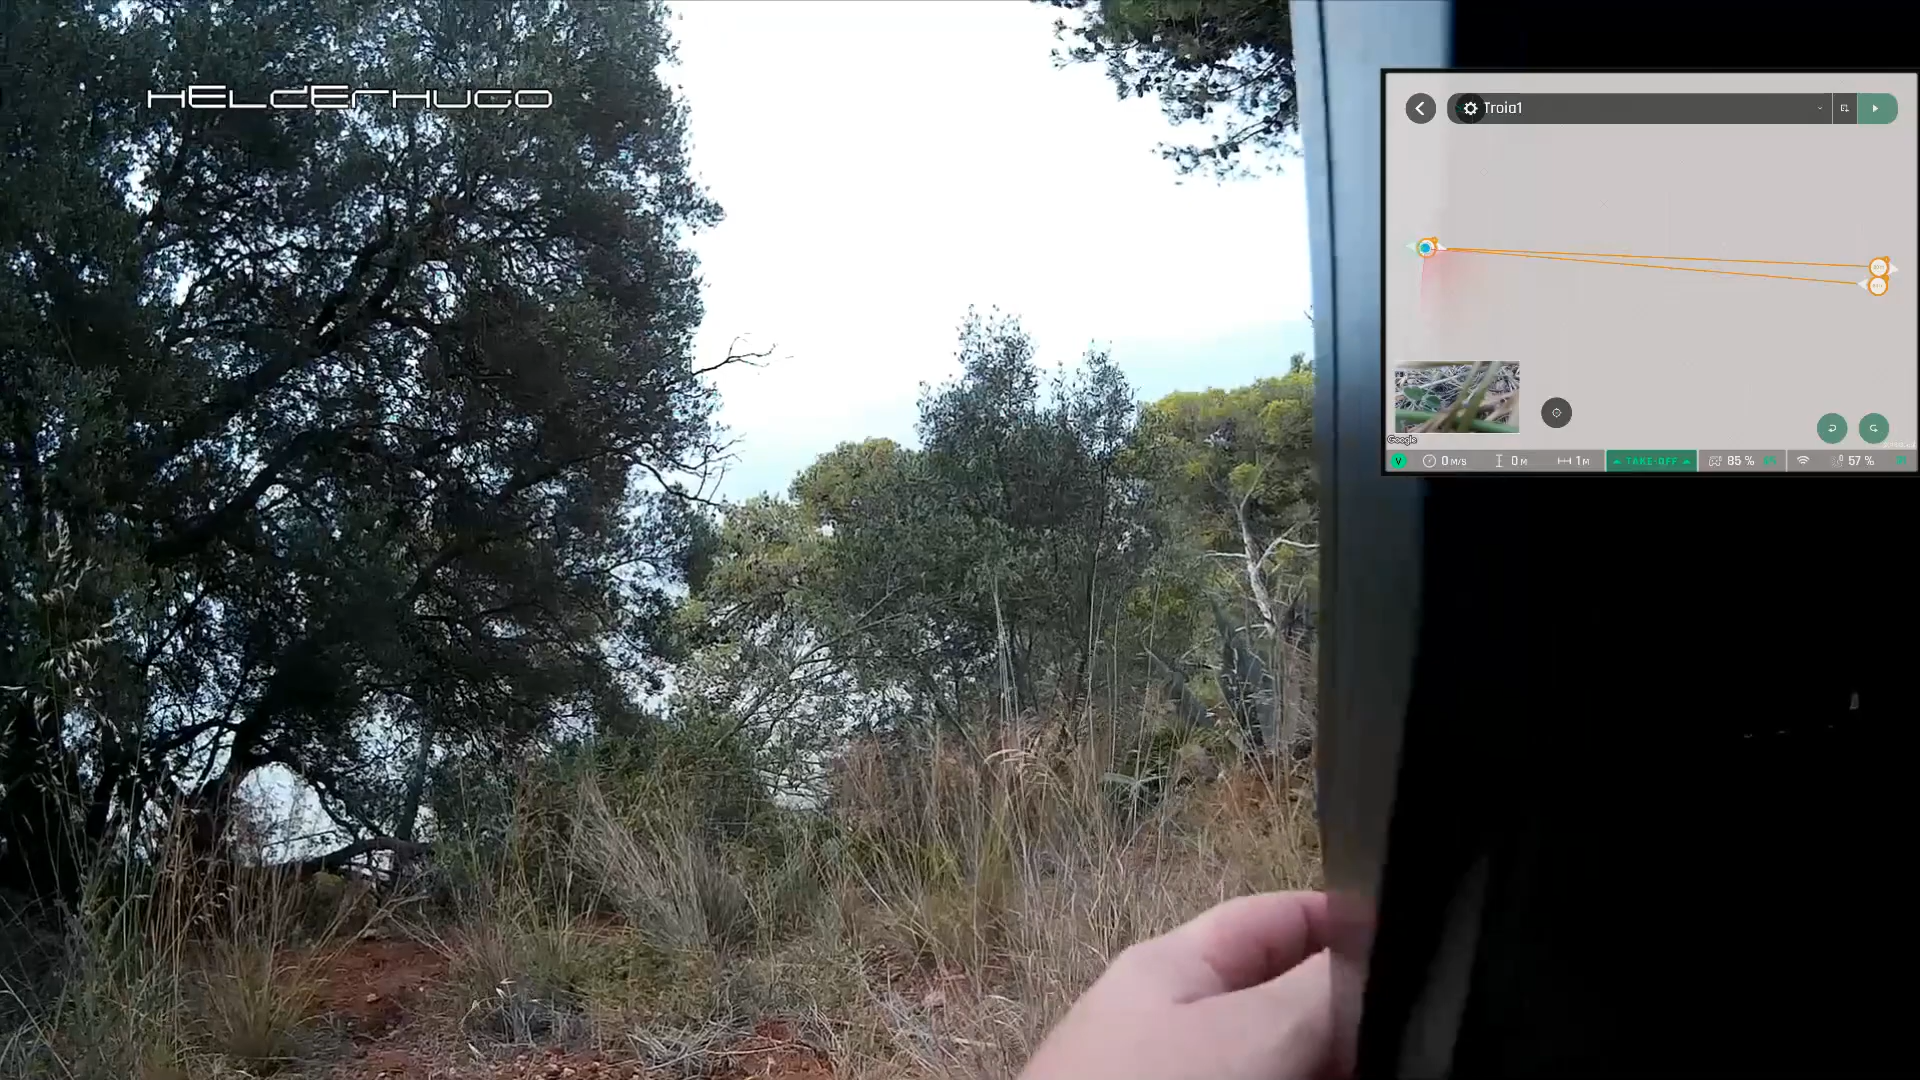 HELDERHUGO
Troia1
Google
0 M/S 0 M 1 M TAKE-OFF 85 % 57 %